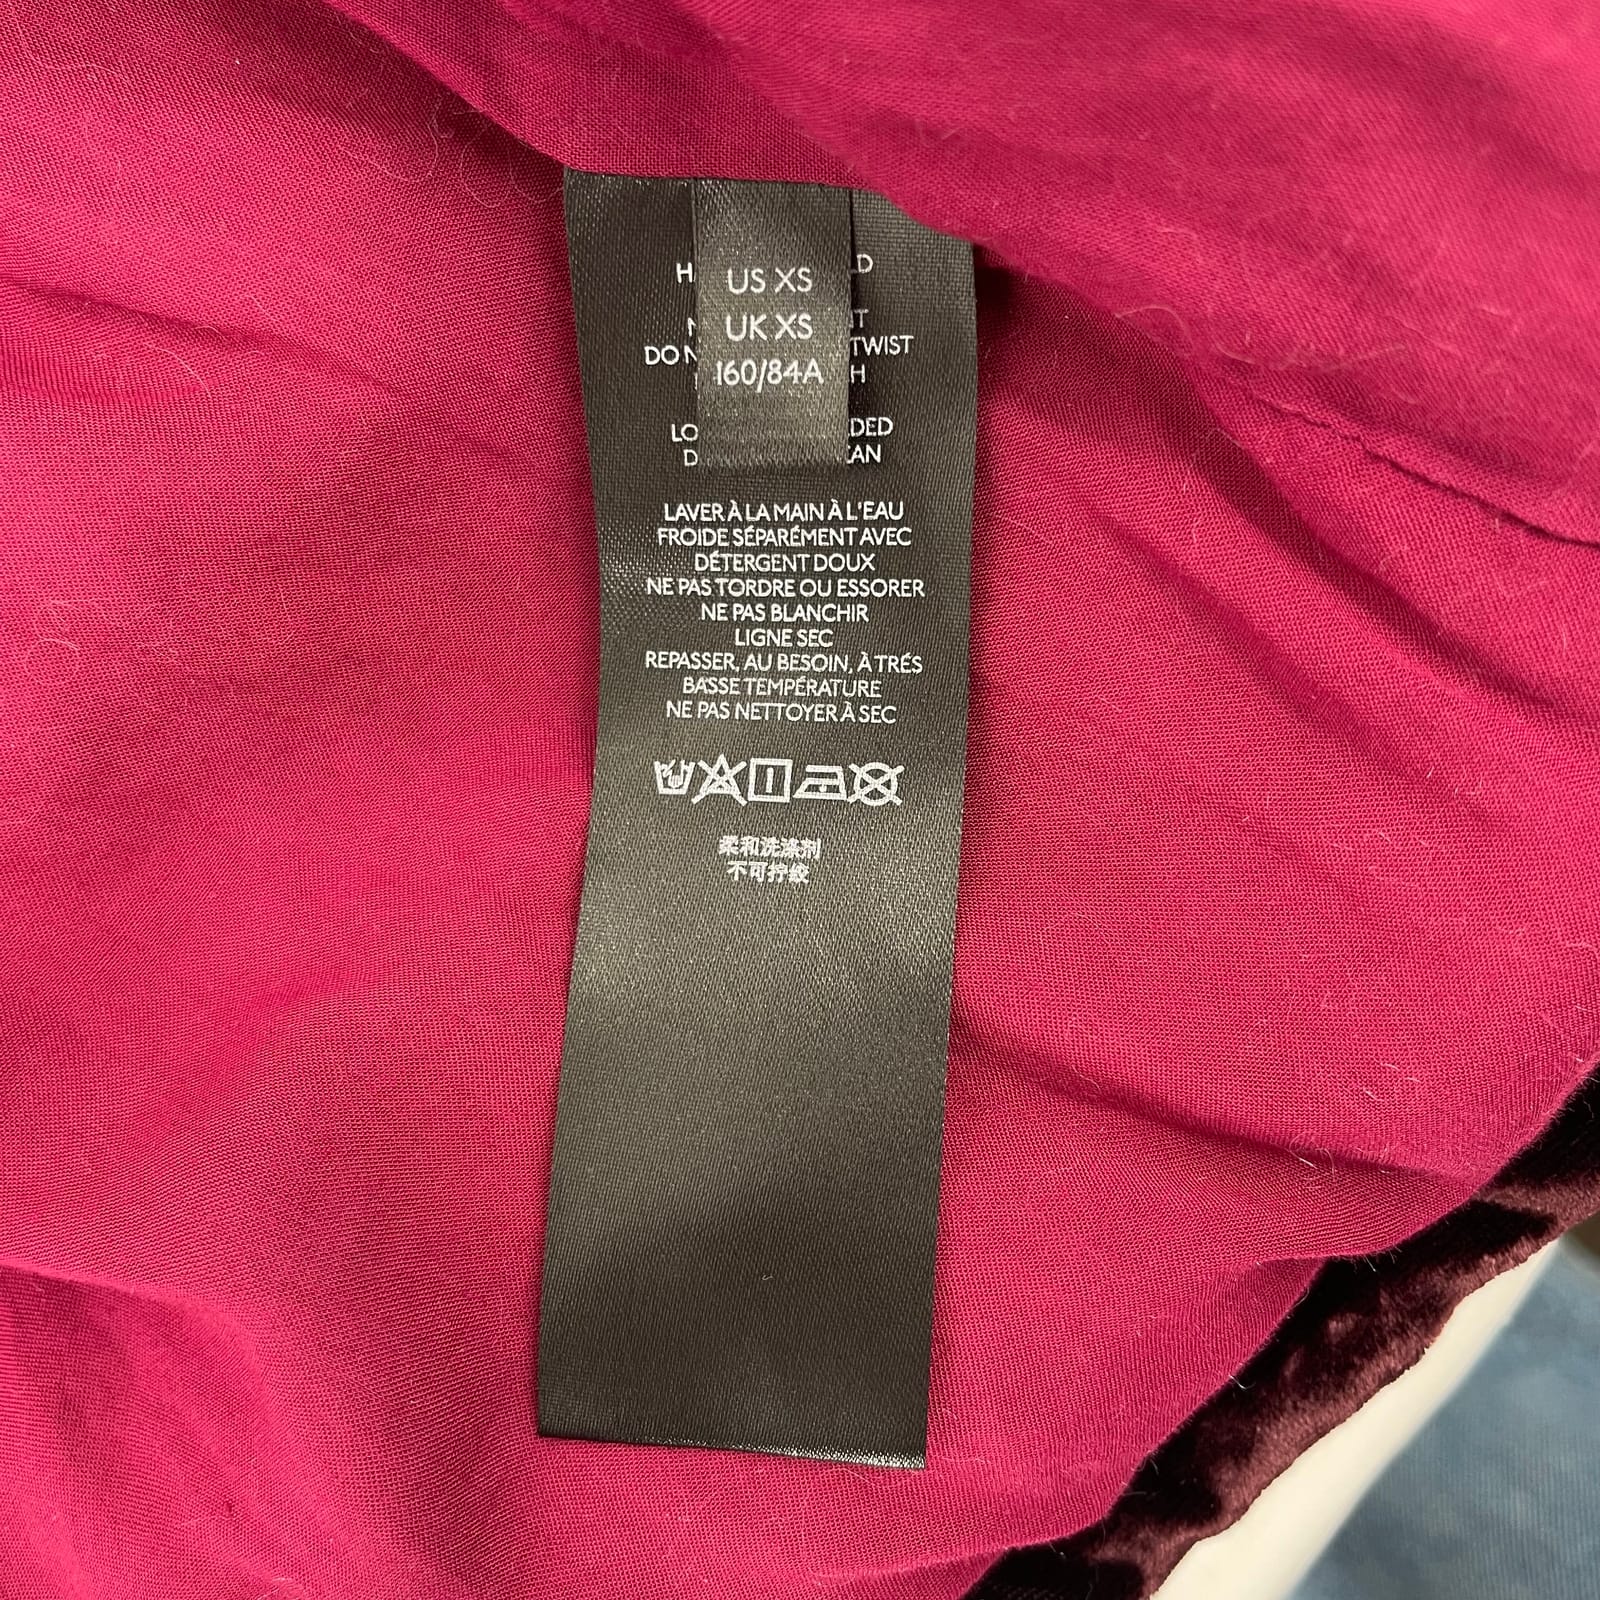 US XS
UK XS
160/84A
TWIST
LAVER À LA MAIN À L'EAU
FROIDE SÉPARÉMENT AVEC
DÉTERGENT DOUX
NE PAS TORDRE OU ESSORER
NE PAS BLANCHIR
LIGNE SEC
REPASSER, AU BESOIN, À TRÉS
BASSE TEMPÉRATURE
NE PAS NETTOYER À SEC
柔和洗涤剂
不可拧绞